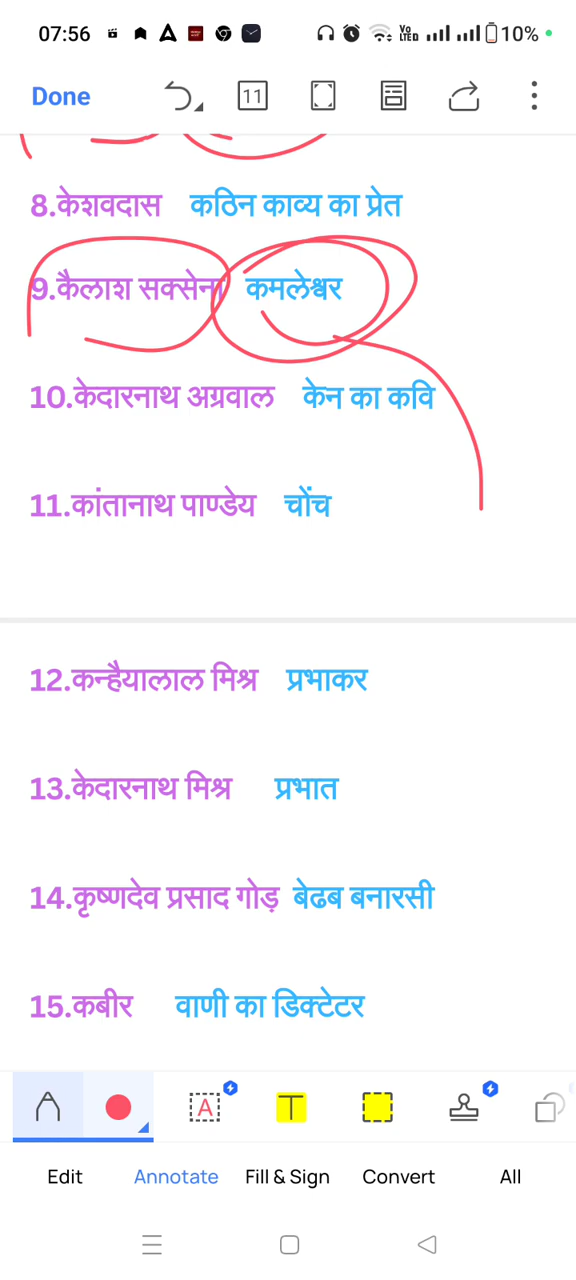 07:56 Vo LTED 10%
Done 11
8.केशवदास कठिन काव्य का प्रेत
9.कैलाश सक्सेना कमलेश्वर
10.केदारनाथ अग्रवाल केन का कवि
11.कांतानाथ पाण्डेय चोंच
12.कन्हैयालाल मिश्र प्रभाकर
13.केदारनाथ मिश्र प्रभात
14.कृष्णदेव प्रसाद गोड़ बेढब बनारसी
15.कबीर वाणी का डिक्टेटर
A T
Edit Annotate Fill & Sign Convert All